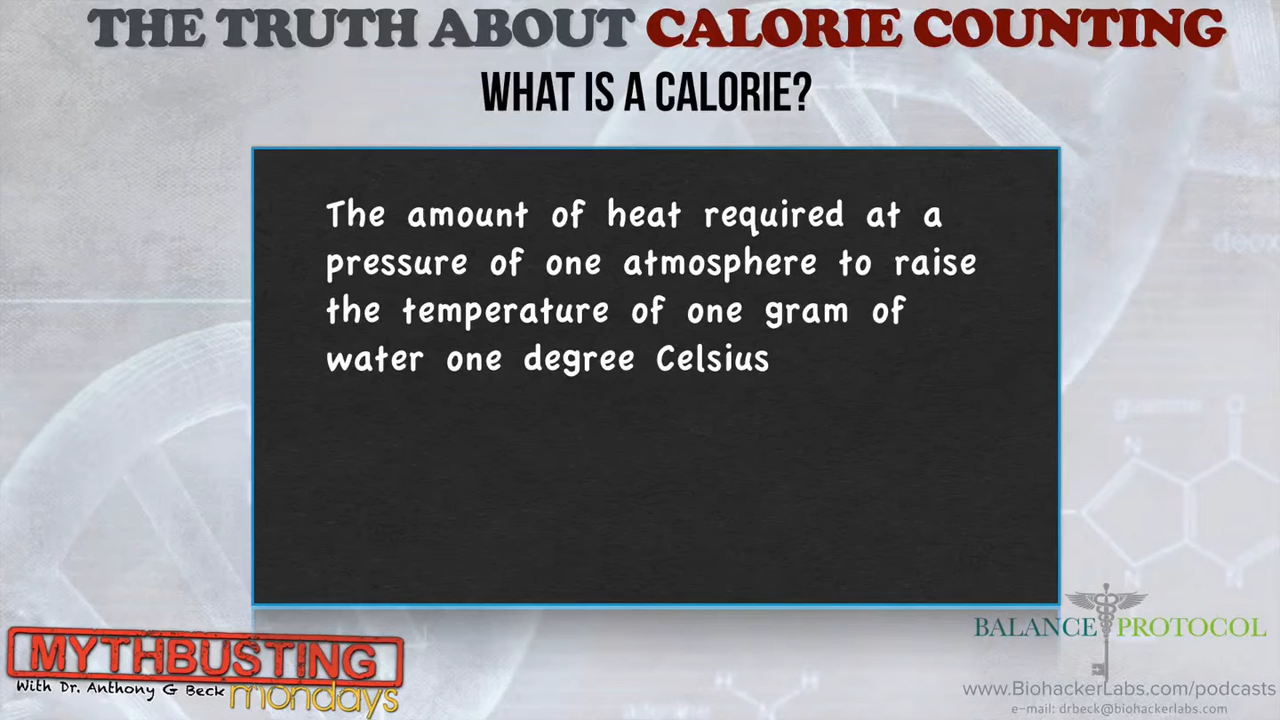 THE TRUTH ABOUT CALORIE COUNTING
WHAT IS A CALORIE?
The amount of heat required at a
pressure of one atmosphere to raise
the temperature of one gram of
water one degree Celsius
deox
guanine
O
N
N
N
N
MYTHBUSTING
With Dr. Anthony G Beck
mondays
BALANCE PROTOCOL
www.BiohackerLabs.com/podcasts
e-mail: drbeck@biohackerlabs.com